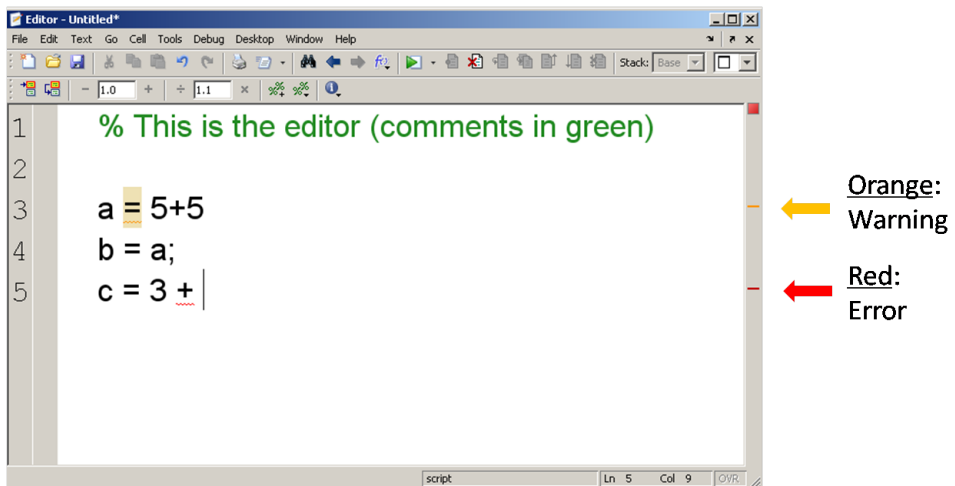 Editor - Untitled*
File Edit Text Go Cell Tools Debug Desktop Window Help
Stack: Base
1.0 1.1
1 % This is the editor (comments in green)
2
3 a = 5+5
4 b = a;
5 c = 3 +
Orange:
Warning
Red:
Error
script Ln 5 Col 9 OVR